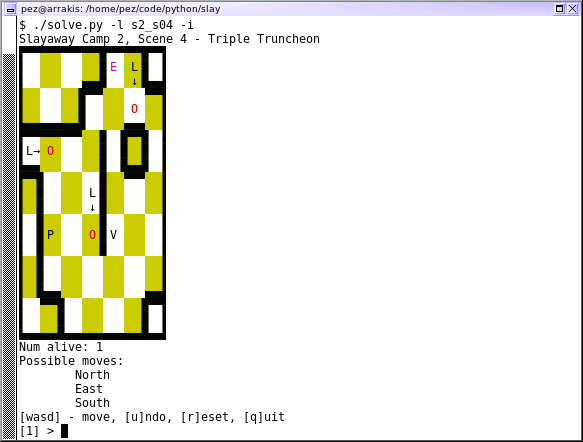 pez@arrakis: /home/pez/code/python/slay
$ ./solve.py -l s2_s04 -i
Slayaway Camp 2, Scene 4 - Triple Truncheon
E L
↓
O
L→ O
L
↓
P O V
Num alive: 1
Possible moves:
North
East
South
[wasd] - move, [u]ndo, [r]eset, [q]uit
[1] >